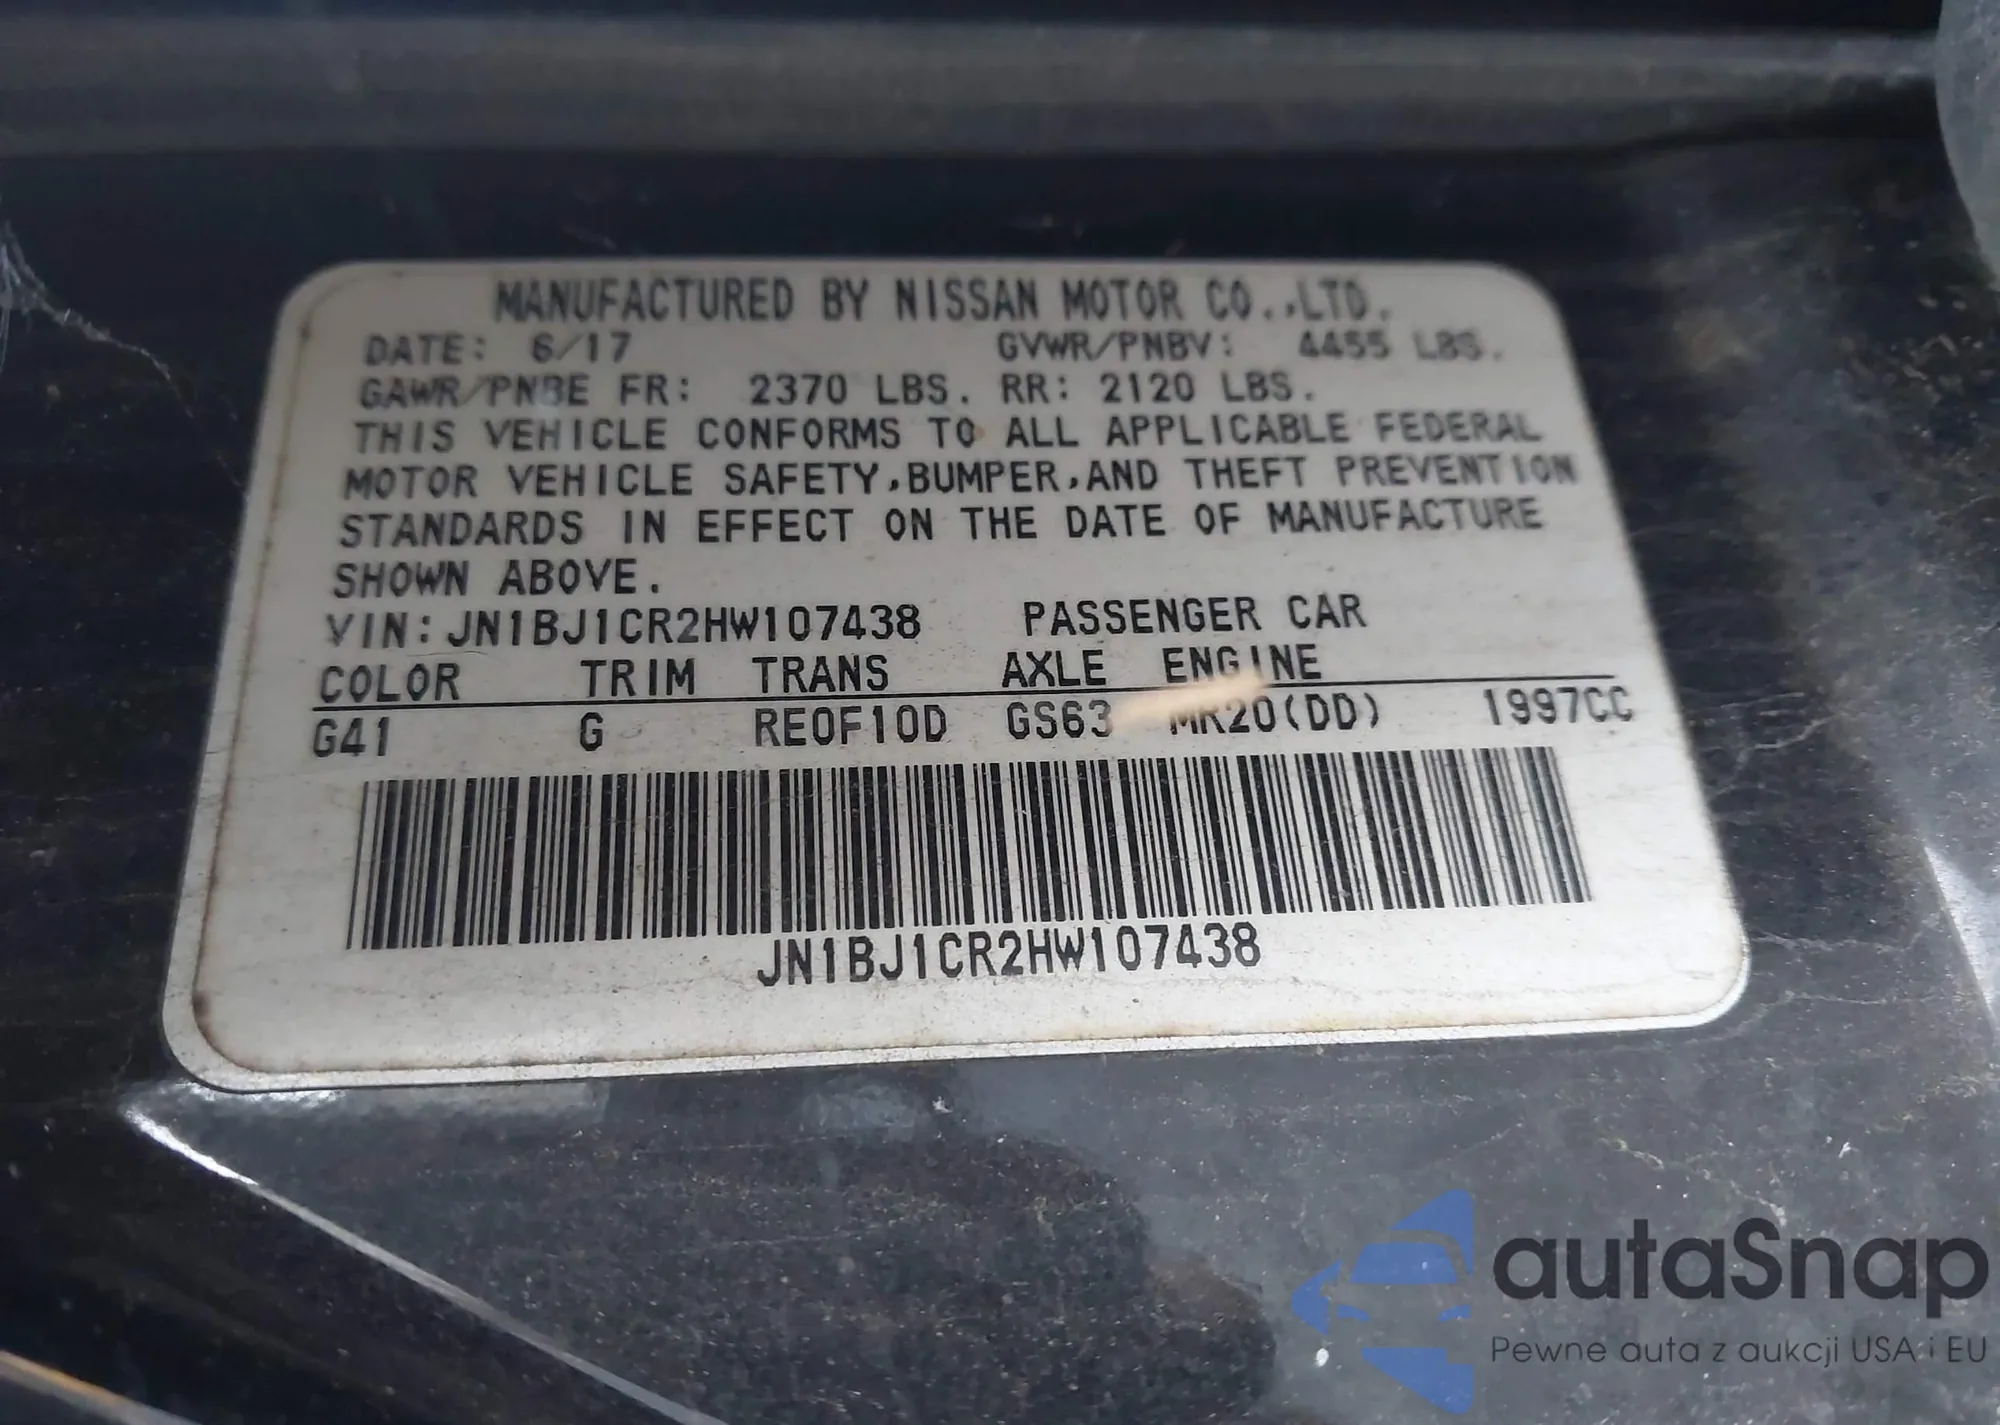 MANUFACTURED BY NISSAN MOTOR CO.,LTD.
DATE: 6/17 GVWR/PNBV: 4455 LBS.
GAWR/PNBE FR: 2370 LBS. RR: 2120 LBS.
THIS VEHICLE CONFORMS TO ALL APPLICABLE FEDERAL
MOTOR VEHICLE SAFETY,BUMPER,AND THEFT PREVENTION
STANDARDS IN EFFECT ON THE DATE OF MANUFACTURE
SHOWN ABOVE.
VIN:JN1BJ1CR2HW107438 PASSENGER CAR
COLOR TRIM TRANS AXLE ENGINE
G41 G RE0F10D GS63 MR20(DD) 1997CC
JN1BJ1CR2HW107438
autaSnap
Pewne auta z aukcji USA i EU